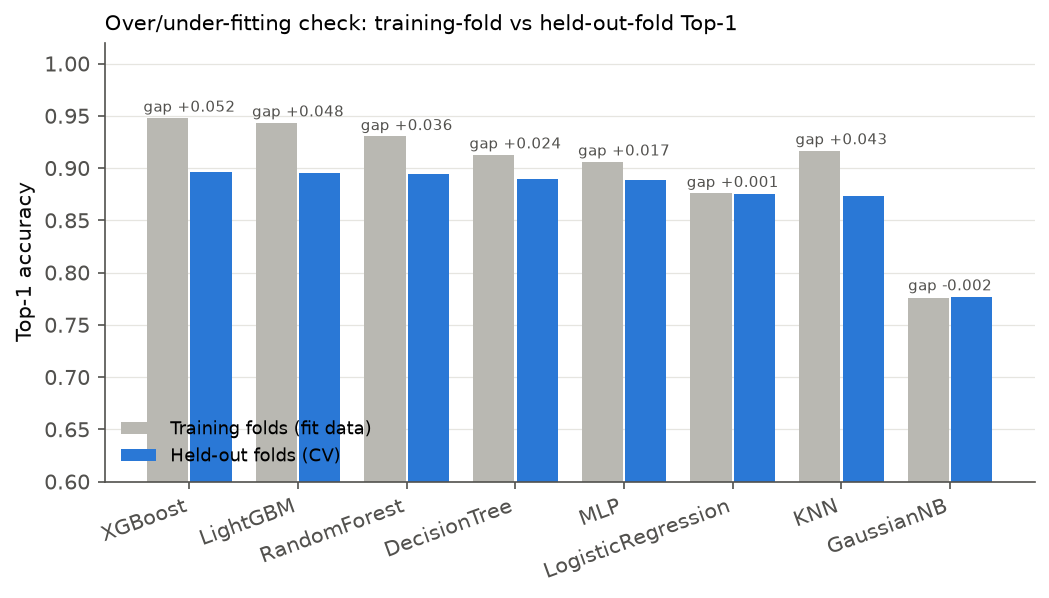 Over/under-fitting check: training-fold vs held-out-fold Top-1
Top-1 accuracy
1.00
0.95
0.90
0.85
0.80
0.75
0.70
0.65
0.60
gap +0.052
gap +0.048
gap +0.036
gap +0.024
gap +0.017
gap +0.001
gap +0.043
gap -0.002
Training folds (fit data)
Held-out folds (CV)
XGBoost
LightGBM
RandomForest
DecisionTree
MLP
LogisticRegression
KNN
GaussianNB